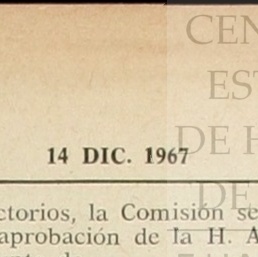 CEN
EST
DE H
14 DIC. 1967
DE
ctorios, la Comisión se
aprobación de la H. A